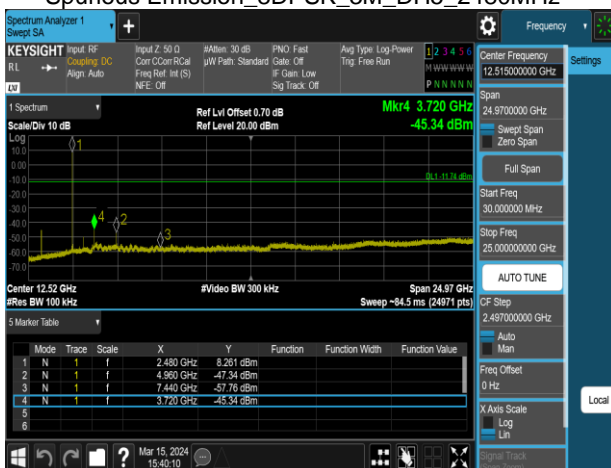 Spectrum Analyzer 1
Swept SA
+
Frequency
KEYSIGHT
RL
Input: RF
Coupling: DC
Align: Auto
Input Z: 50 Ω
Corr CCorr RCal
Freq Ref: Int (S)
NFE: Off
#Atten: 30 dB
µW Path: Standard
PNO: Fast
Gate: Off
IF Gain: Low
Sig Track: Off
Avg Type: Log-Power
Trig: Free Run
1 2 3 4 5 6
M W W W W W
P N N N N N
1 Spectrum
Scale/Div 10 dB
Ref Lvl Offset 0.70 dB
Ref Level 20.00 dBm
Mkr4 3.720 GHz
-45.34 dBm
Log
10.0
0.00
-10.0
-20.0
-30.0
-40.0
-50.0
-60.0
-70.0
1
4
2
3
DL1 -11.74 dBm
Center 12.52 GHz
#Res BW 100 kHz
#Video BW 300 kHz
Span 24.97 GHz
Sweep ~84.5 ms (24971 pts)
5 Marker Table
Mode Trace Scale X Y Function Function Width Function Value
1 N 1 f 2.480 GHz 8.261 dBm
2 N 1 f 4.960 GHz -47.34 dBm
3 N 1 f 7.440 GHz -57.76 dBm
4 N 1 f 3.720 GHz -45.34 dBm
5
6
Mar 15, 2024
15:40:10
?
Center Frequency
12.515000000 GHz
Settings
Span
24.9700000 GHz
Swept Span
Zero Span
Full Span
Start Freq
30.000000 MHz
Stop Freq
25.000000000 GHz
AUTO TUNE
CF Step
2.497000000 GHz
Auto
Man
Freq Offset
0 Hz
X Axis Scale
Log
Lin
Local
Signal Track